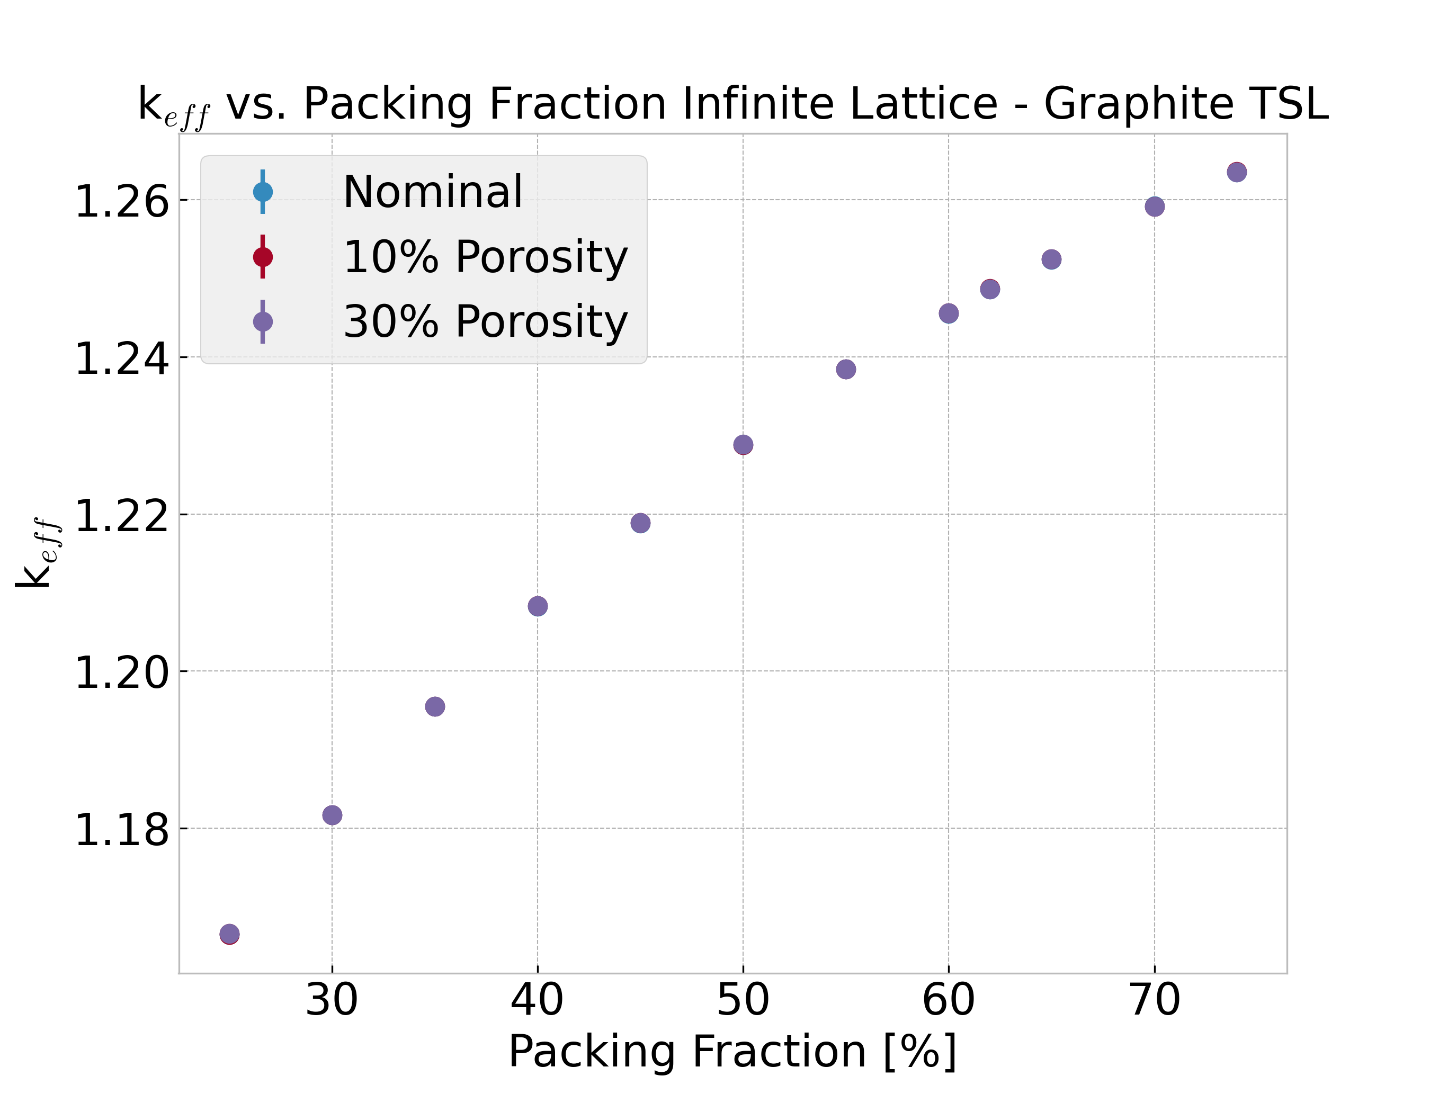 k_eff vs. Packing Fraction Infinite Lattice - Graphite TSL
Nominal
10% Porosity
30% Porosity
1.26
1.24
1.22
1.20
1.18
k_eff
30 40 50 60 70
Packing Fraction [%]